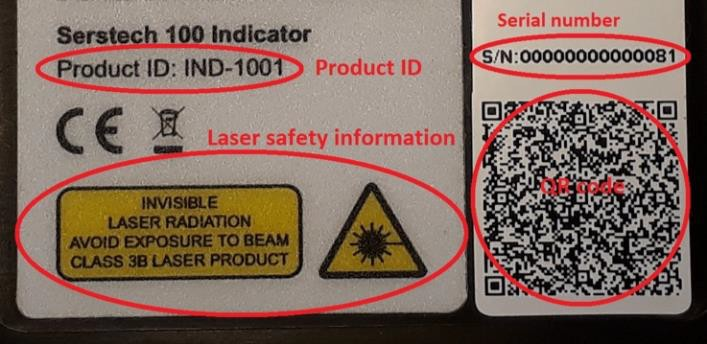 Serstech 100 Indicator
Product ID: IND-1001
Product ID
CE
Laser safety information
INVISIBLE
LASER RADIATION
AVOID EXPOSURE TO BEAM
CLASS 3B LASER PRODUCT
Serial number
S/N:00000000000081
QR code